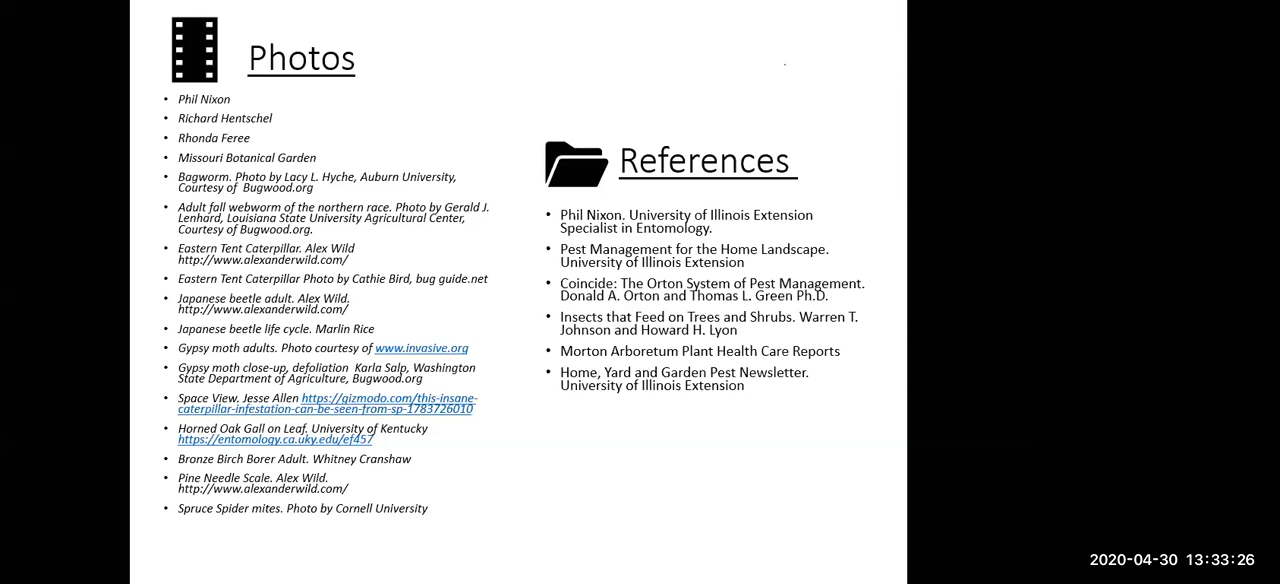 Photos
Phil Nixon
Richard Hentschel
Rhonda Feree
Missouri Botanical Garden
Bagworm. Photo by Lacy L. Hyche, Auburn University,
Courtesy of Bugwood.org
Adult fall webworm of the northern race. Photo by Gerald J.
Lenhard, Louisiana State University Agricultural Center,
Courtesy of Bugwood.org.
Eastern Tent Caterpillar. Alex Wild
http://www.alexanderwild.com/
Eastern Tent Caterpillar Photo by Cathie Bird, bug guide.net
Japanese beetle adult. Alex Wild.
http://www.alexanderwild.com/
Japanese beetle life cycle. Marlin Rice
Gypsy moth adults. Photo courtesy of www.invasive.org
Gypsy moth close-up, defoliation Karla Salp, Washington
State Department of Agriculture, Bugwood.org
Space View. Jesse Allen https://gizmodo.com/this-insane-
caterpillar-infestation-can-be-seen-from-sp-1783726010
Horned Oak Gall on Leaf. University of Kentucky
https://entomology.ca.uky.edu/ef457
Bronze Birch Borer Adult. Whitney Cranshaw
Pine Needle Scale. Alex Wild.
http://www.alexanderwild.com/
Spruce Spider mites. Photo by Cornell University
References
Phil Nixon. University of Illinois Extension
Specialist in Entomology.
Pest Management for the Home Landscape.
University of Illinois Extension
Coincide: The Orton System of Pest Management.
Donald A. Orton and Thomas L. Green Ph.D.
Insects that Feed on Trees and Shrubs. Warren T.
Johnson and Howard H. Lyon
Morton Arboretum Plant Health Care Reports
Home, Yard and Garden Pest Newsletter.
University of Illinois Extension
2020-04-30 13:33:26